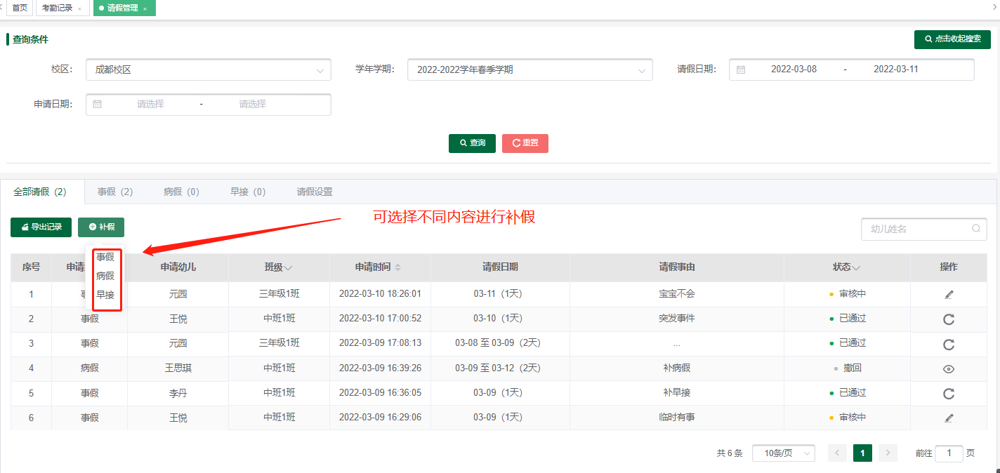 首页 考勤记录 × 请假管理 ×
查询条件 点击收起搜索
校区： 成都校区 学年学期： 2022-2022学年春季学期 请假日期： 2022-03-08 - 2022-03-11
申请日期： 请选择 - 请选择
查询 重置
全部请假（2） 事假（2） 病假（0） 早接（0） 请假设置
可选择不同内容进行补假
导出记录 补假 幼儿姓名
事假
病假
早接
序号 申请 申请幼儿 班级 申请时间 请假日期 请假事由 状态 操作
1 元园 三年级1班 2022-03-10 18:26:01 03-11（1天） 宝宝不会 审核中
2 事假 王悦 中班1班 2022-03-10 17:00:52 03-10（1天） 突发事件 已通过
3 事假 元园 三年级1班 2022-03-09 17:08:13 03-08 至 03-09（2天） ... 已通过
4 病假 王思琪 中班1班 2022-03-09 16:39:26 03-09 至 03-12（2天） 补病假 撤回
5 事假 李丹 中班1班 2022-03-09 16:36:05 03-09（1天） 补早接 已通过
6 事假 王悦 中班1班 2022-03-09 16:29:06 03-09（1天） 临时有事 审核中
共 6 条 10条/页 1 前往 1 页